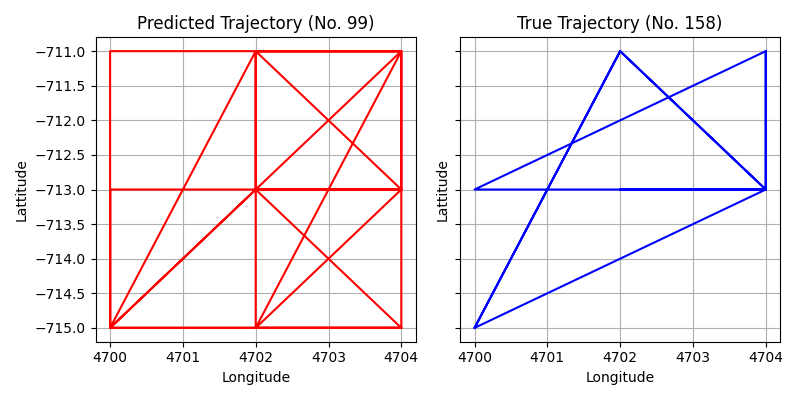 Predicted Trajectory (No. 99)
Lattitude
−711.0
−711.5
−712.0
−712.5
−713.0
−713.5
−714.0
−714.5
−715.0
4700 4701 4702 4703 4704
Longitude
True Trajectory (No. 158)
Lattitude
4700 4701 4702 4703 4704
Longitude